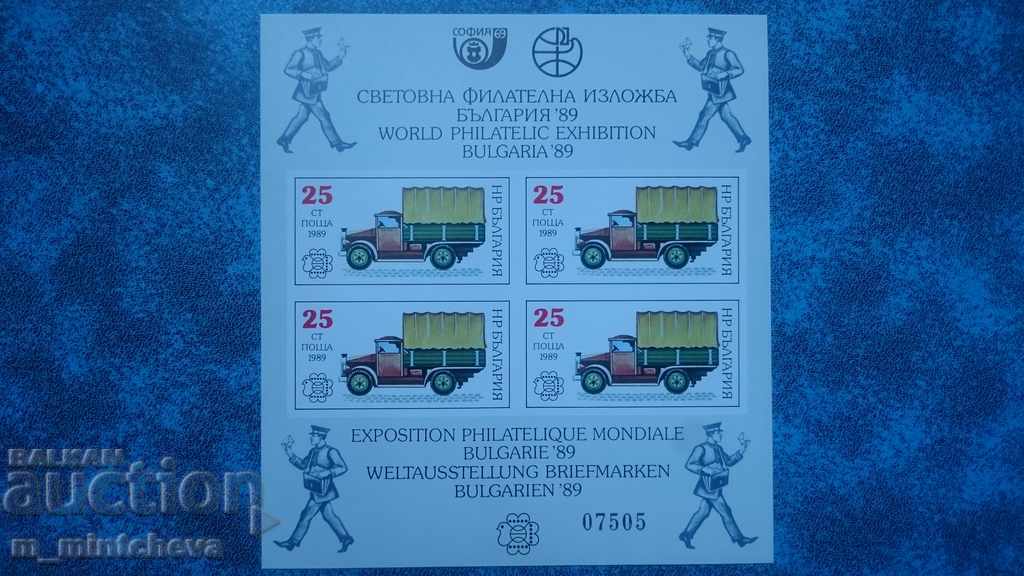 СОФИЯ 89
СВЕТОВНА ФИЛАТЕЛНА ИЗЛОЖБА
БЪЛГАРИЯ '89
WORLD PHILATELIC EXHIBITION
BULGARIA '89
25
СТ
ПОЩА
1989
НР БЪЛГАРИЯ
25
СТ
ПОЩА
1989
НР БЪЛГАРИЯ
25
СТ
ПОЩА
1989
НР БЪЛГАРИЯ
25
СТ
ПОЩА
1989
НР БЪЛГАРИЯ
EXPOSITION PHILATELIQUE MONDIALE
BULGARIE '89
WELTAUSSTELLUNG BRIEFMARKEN
BULGARIEN '89
07505
BALKAN
auction
m_mintcheva